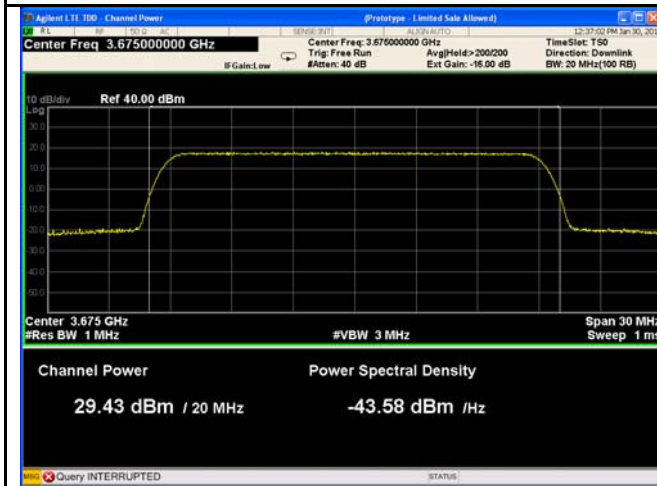 Agilent LTE TDD - Channel Power (Prototype - Limited Sale Allowed)
RL RF 50 Ω AC SENSE:INT ALIGN AUTO 12:37:02 PM Jan 30, 201
Center Freq 3.675000000 GHz Center Freq: 3.675000000 GHz TimeSlot: TS0
Trig: Free Run Avg|Hold:>200/200 Direction: Downlink
IFGain:Low #Atten: 40 dB Ext Gain: -16.00 dB BW: 20 MHz(100 RB)
10 dB/div Ref 40.00 dBm
Log
30.0
20.0
10.0
0.00
-10.0
-20.0
-30.0
-40.0
-50.0
Center 3.675 GHz Span 30 MHz
#Res BW 1 MHz #VBW 3 MHz Sweep 1 ms
Channel Power Power Spectral Density
29.43 dBm / 20 MHz -43.58 dBm /Hz
MSG Query INTERRUPTED STATUS